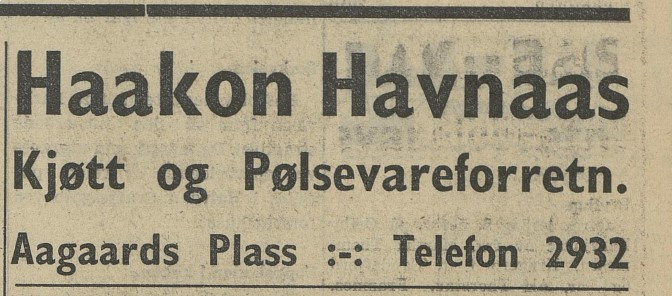 Haakon Havnaas
Kjøtt og Pølsevareforretn.
Aagaards Plass :-: Telefon 2932